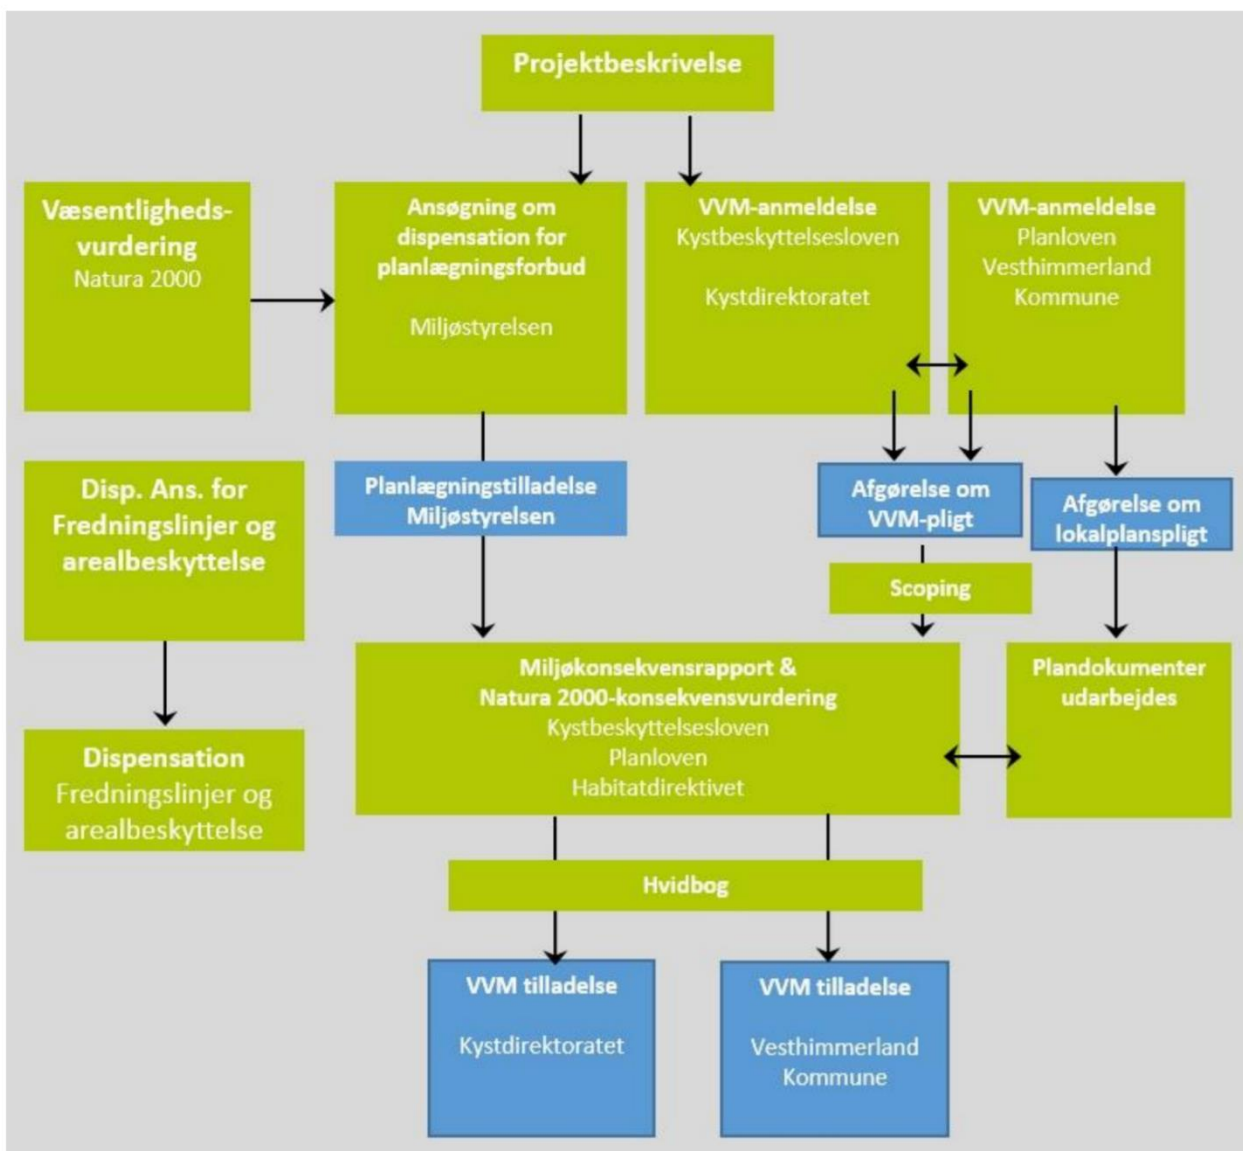 Projektbeskrivelse
Væsentligheds-
vurdering
Natura 2000
Ansøgning om
dispensation for
planlægningsforbud
Miljøstyrelsen
VVM-anmeldelse
Kystbeskyttelsesloven
Kystdirektoratet
VVM-anmeldelse
Planloven
Vesthimmerland
Kommune
Disp. Ans. for
Fredningslinjer og
arealbeskyttelse
Planlægningstilladelse
Miljøstyrelsen
Afgørelse om
VVM-pligt
Afgørelse om
lokalplanspligt
Scoping
Miljøkonsekvensrapport &
Natura 2000-konsekvensvurdering
Kystbeskyttelsesloven
Planloven
Habitatdirektivet
Plandokumenter
udarbejdes
Dispensation
Fredningslinjer og
arealbeskyttelse
Hvidbog
VVM tilladelse
Kystdirektoratet
VVM tilladelse
Vesthimmerland
Kommune